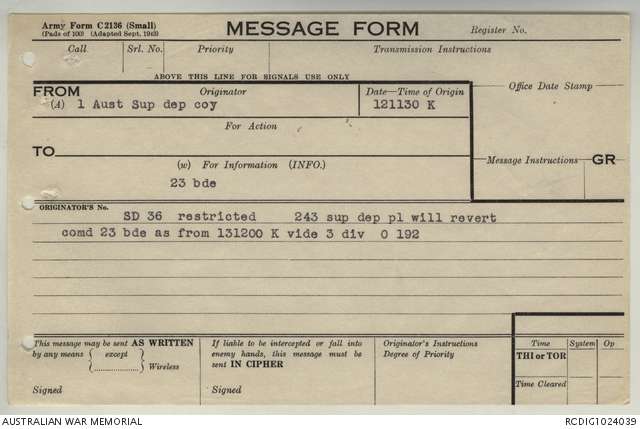 Army Form C 2136 (Small)
(Pads of 100) (Adapted Sept. 1943)
MESSAGE FORM
Register No.
Call Srl. No. Priority Transmission Instructions
ABOVE THIS LINE FOR SIGNALS USE ONLY
FROM Originator Date—Time of Origin Office Date Stamp
(A) 1 Aust Sup dep coy 121130 K
For Action
TO
(w) For Information (INFO.) Message Instructions GR
23 bde
ORIGINATOR'S No.
SD 36 restricted 243 sup dep pl will revert
comd 23 bde as from 131200 K vide 3 div O 192
This message may be sent AS WRITTEN
by any means { except
Wireless
Signed
If liable to be intercepted or fall into
enemy hands, this message must be
sent IN CIPHER
Signed
Originator's Instructions
Degree of Priority
Time System Op
THI or TOR
Time Cleared
AUSTRALIAN WAR MEMORIAL RCDIG1024039